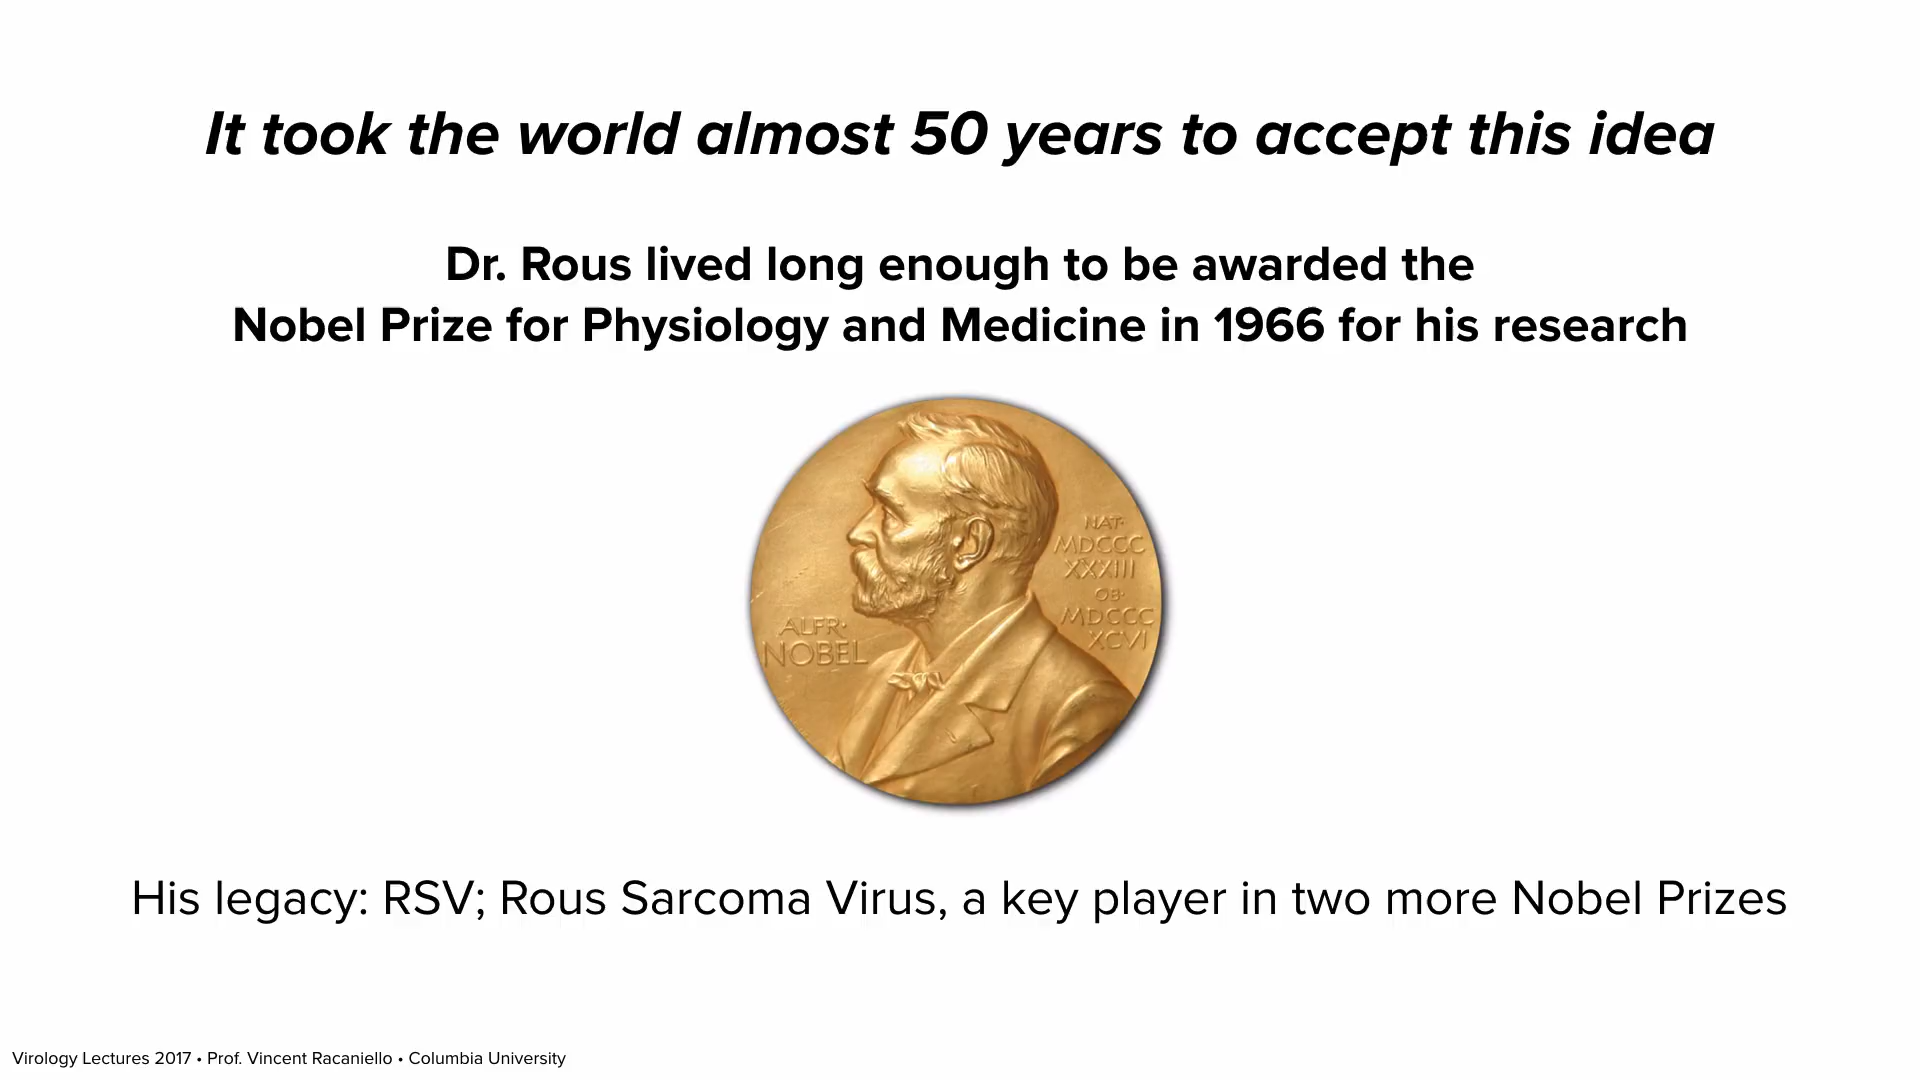 It took the world almost 50 years to accept this idea
Dr. Rous lived long enough to be awarded the
Nobel Prize for Physiology and Medicine in 1966 for his research
NAT·
MDCCC
XXXIII
OB·
MDCCC
XCVI
ALFR·
NOBEL
His legacy: RSV; Rous Sarcoma Virus, a key player in two more Nobel Prizes
Virology Lectures 2017 • Prof. Vincent Racaniello • Columbia University